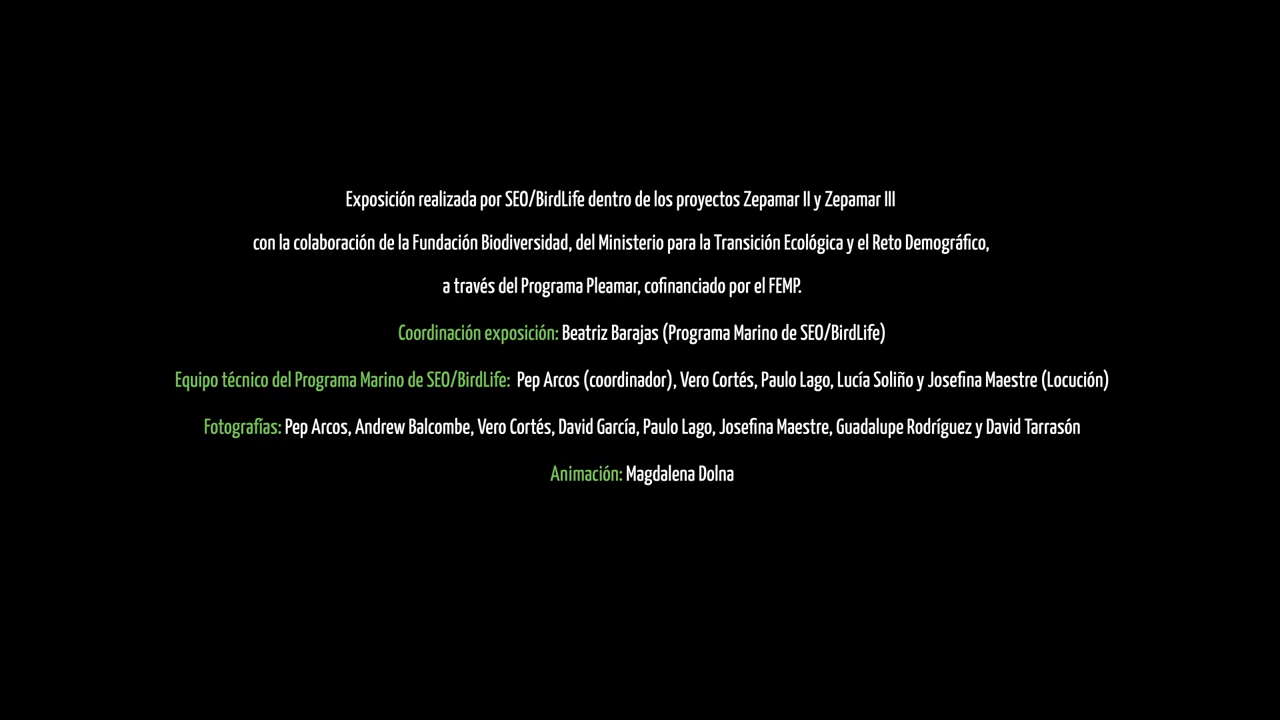 Exposición realizada por SEO/BirdLife dentro de los proyectos Zepamar II y Zepamar III
con la colaboración de la Fundación Biodiversidad, del Ministerio para la Transición Ecológica y el Reto Demográfico,
a través del Programa Pleamar, cofinanciado por el FEMP.
Coordinación exposición: Beatriz Barajas (Programa Marino de SEO/BirdLife)
Equipo técnico del Programa Marino de SEO/BirdLife: Pep Arcos (coordinador), Vero Cortés, Paulo Lago, Lucía Soliño y Josefina Maestre (Locución)
Fotografías: Pep Arcos, Andrew Balcombe, Vero Cortés, David García, Paulo Lago, Josefina Maestre, Guadalupe Rodríguez y David Tarrasón
Animación: Magdalena Dolna